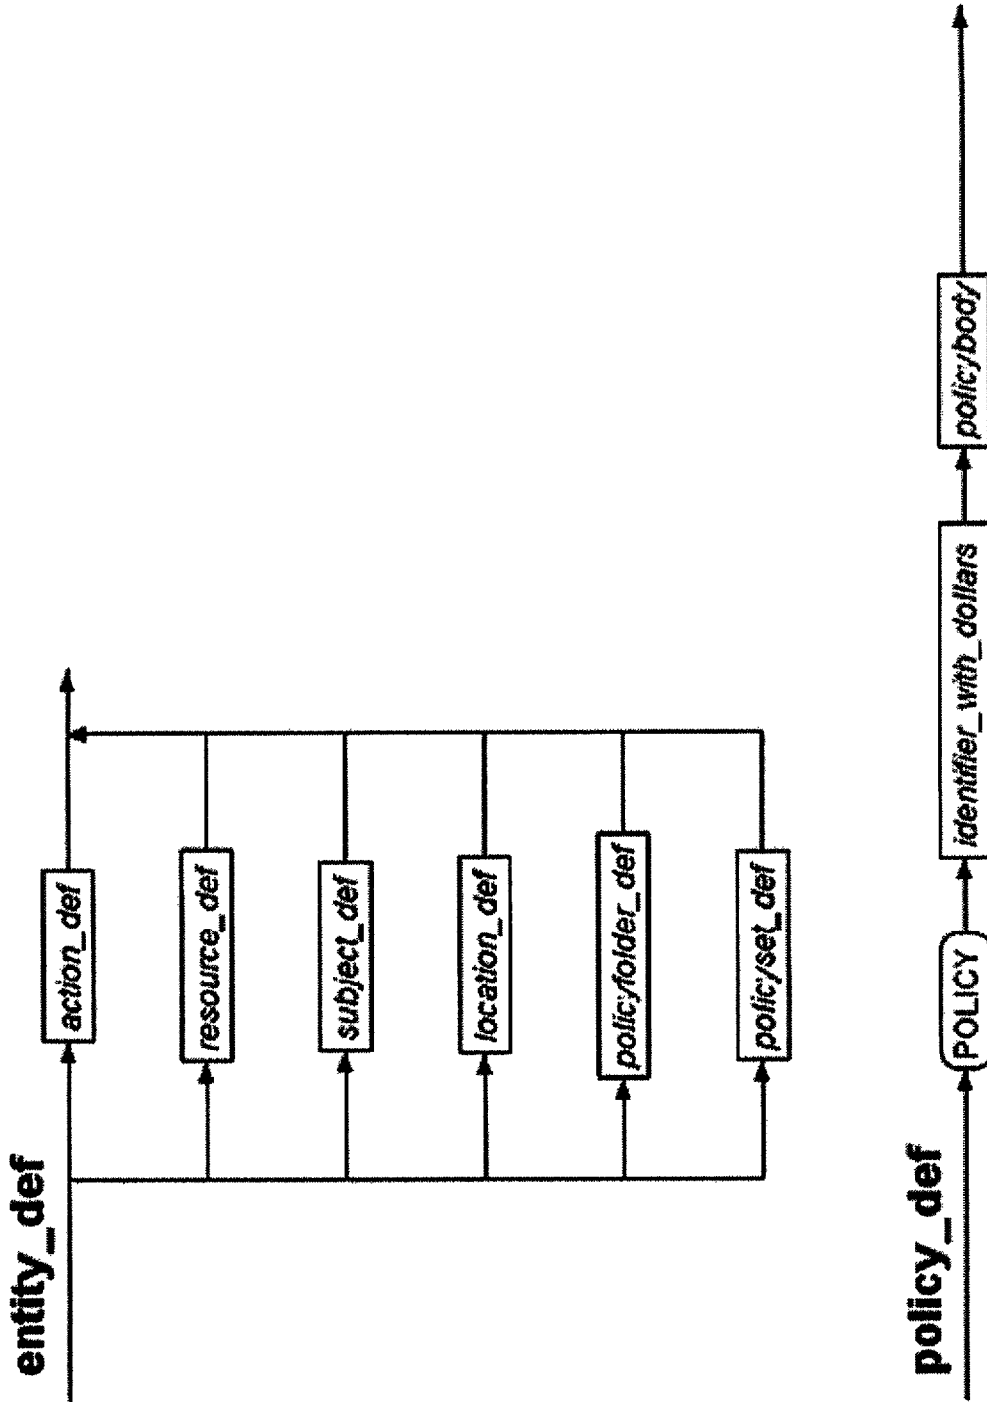 entity_def
action_def
resource_def
subject_def
location_def
policyfolder_def
policyset_def
policy_def
POLICY
identifier_with_dollars
policybody